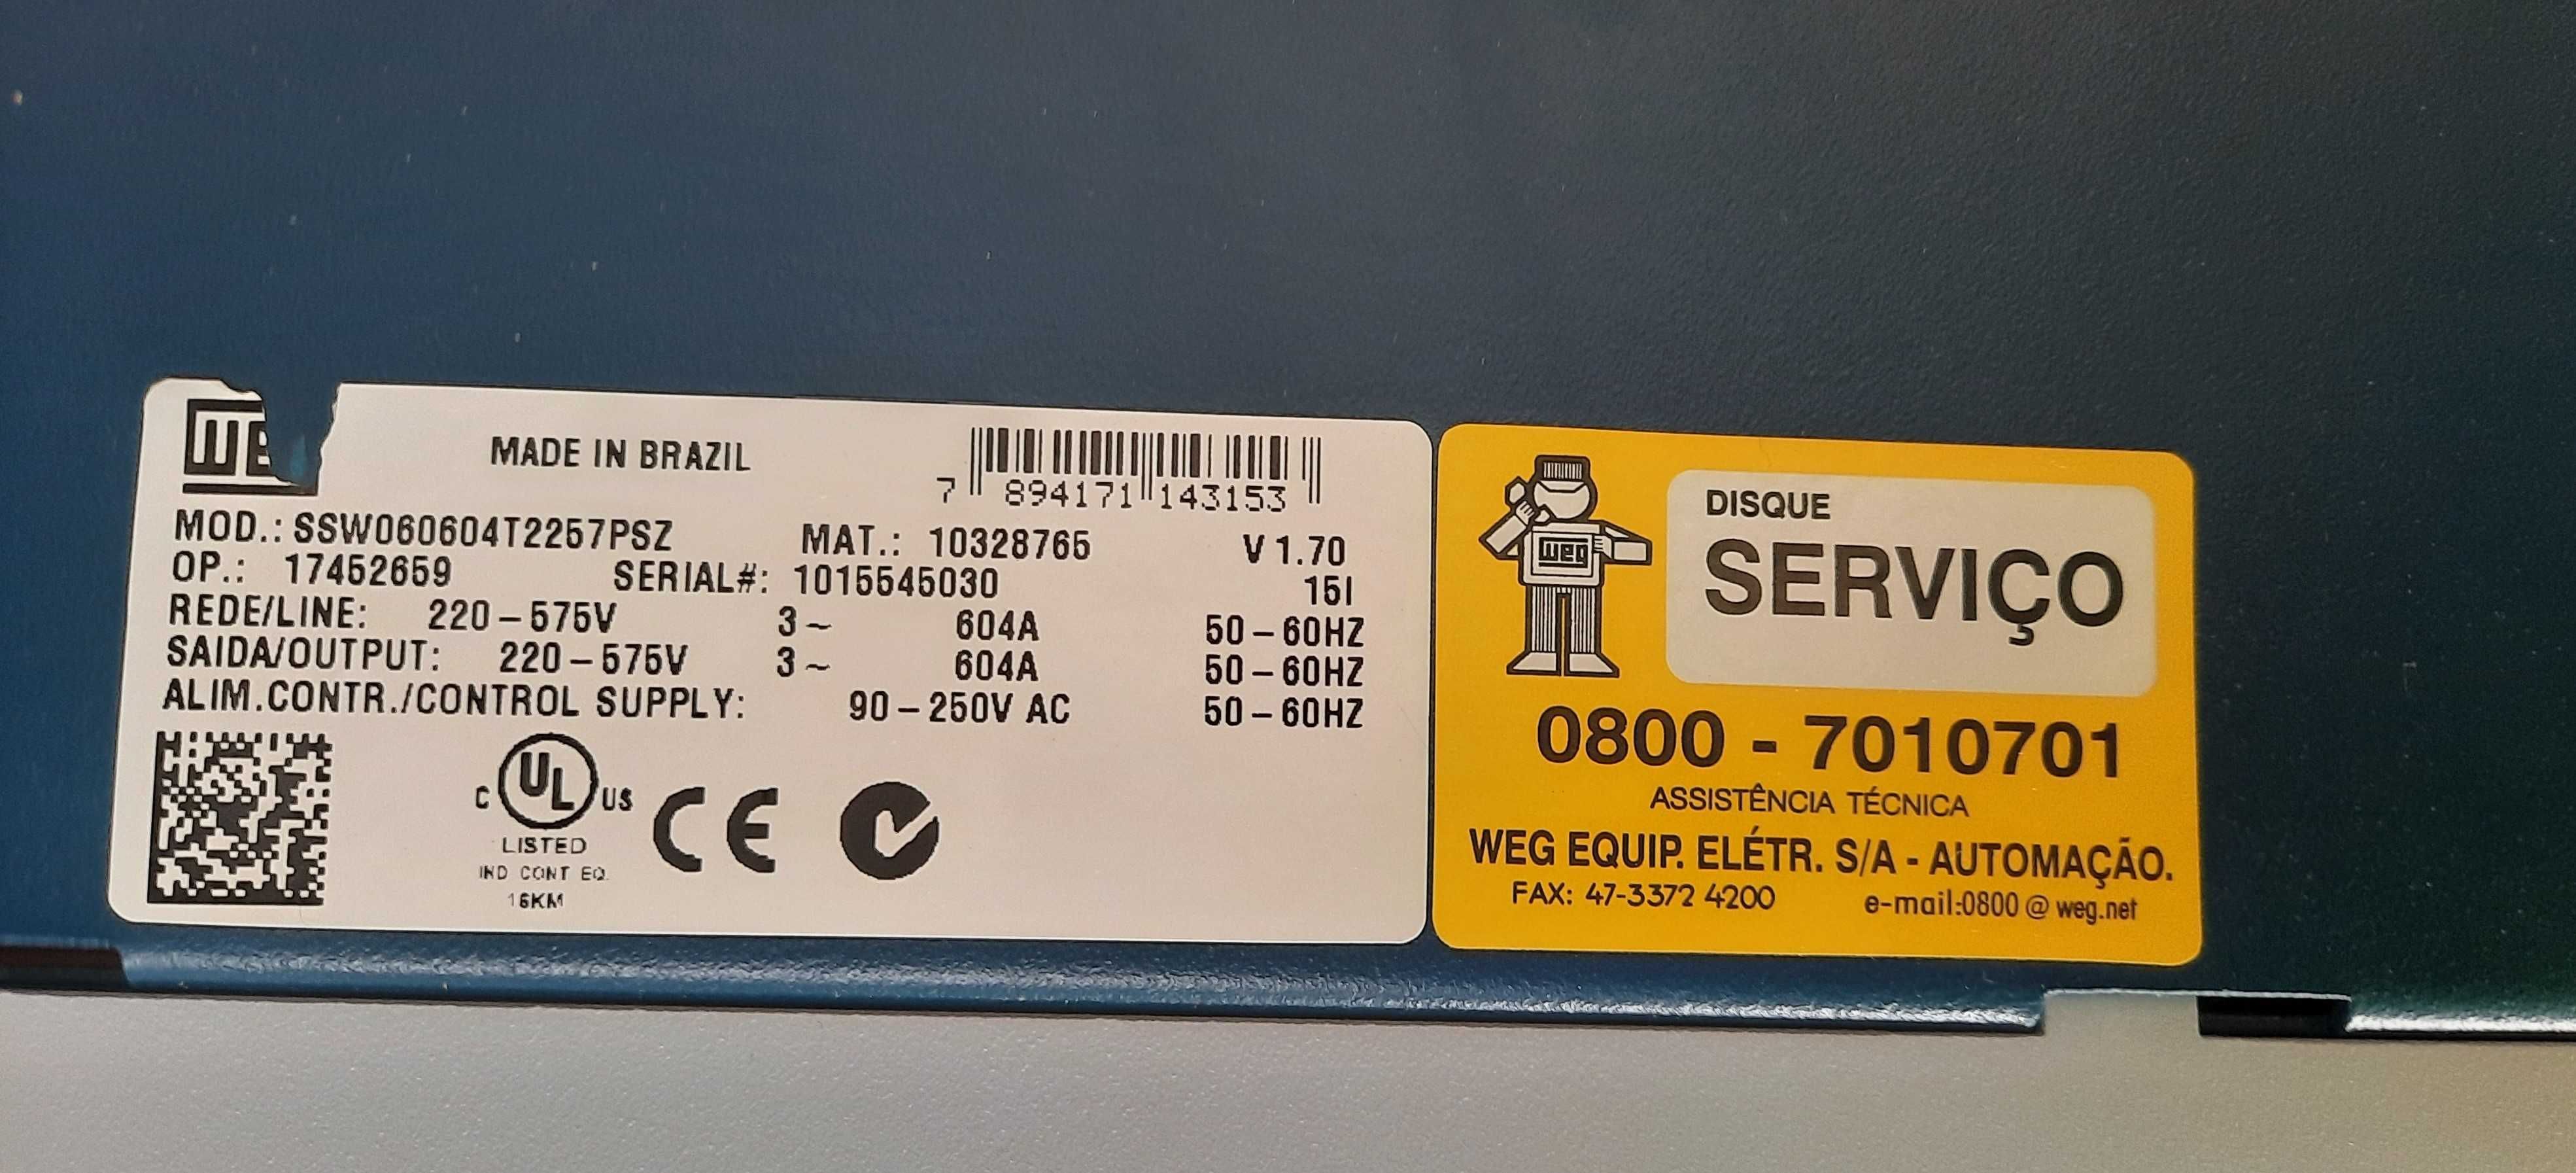 WE
MADE IN BRAZIL
7 894171 143153
MOD.: SSW060604T2257PSZ MAT.: 10328765 V 1.70
OP.: 17452659 SERIAL#: 1015545030 15I
REDE/LINE: 220-575V 3~ 604A 50-60HZ
SAIDA/OUTPUT: 220-575V 3~ 604A 50-60HZ
ALIM.CONTR./CONTROL SUPPLY: 90-250V AC 50-60HZ
C UL US
LISTED
IND CONT EQ.
16KM
CE
weg
DISQUE
SERVIÇO
0800 - 7010701
ASSISTÊNCIA TÉCNICA
WEG EQUIP. ELÉTR. S/A - AUTOMAÇÃO.
FAX: 47-3372 4200 e-mail:0800@weg.net